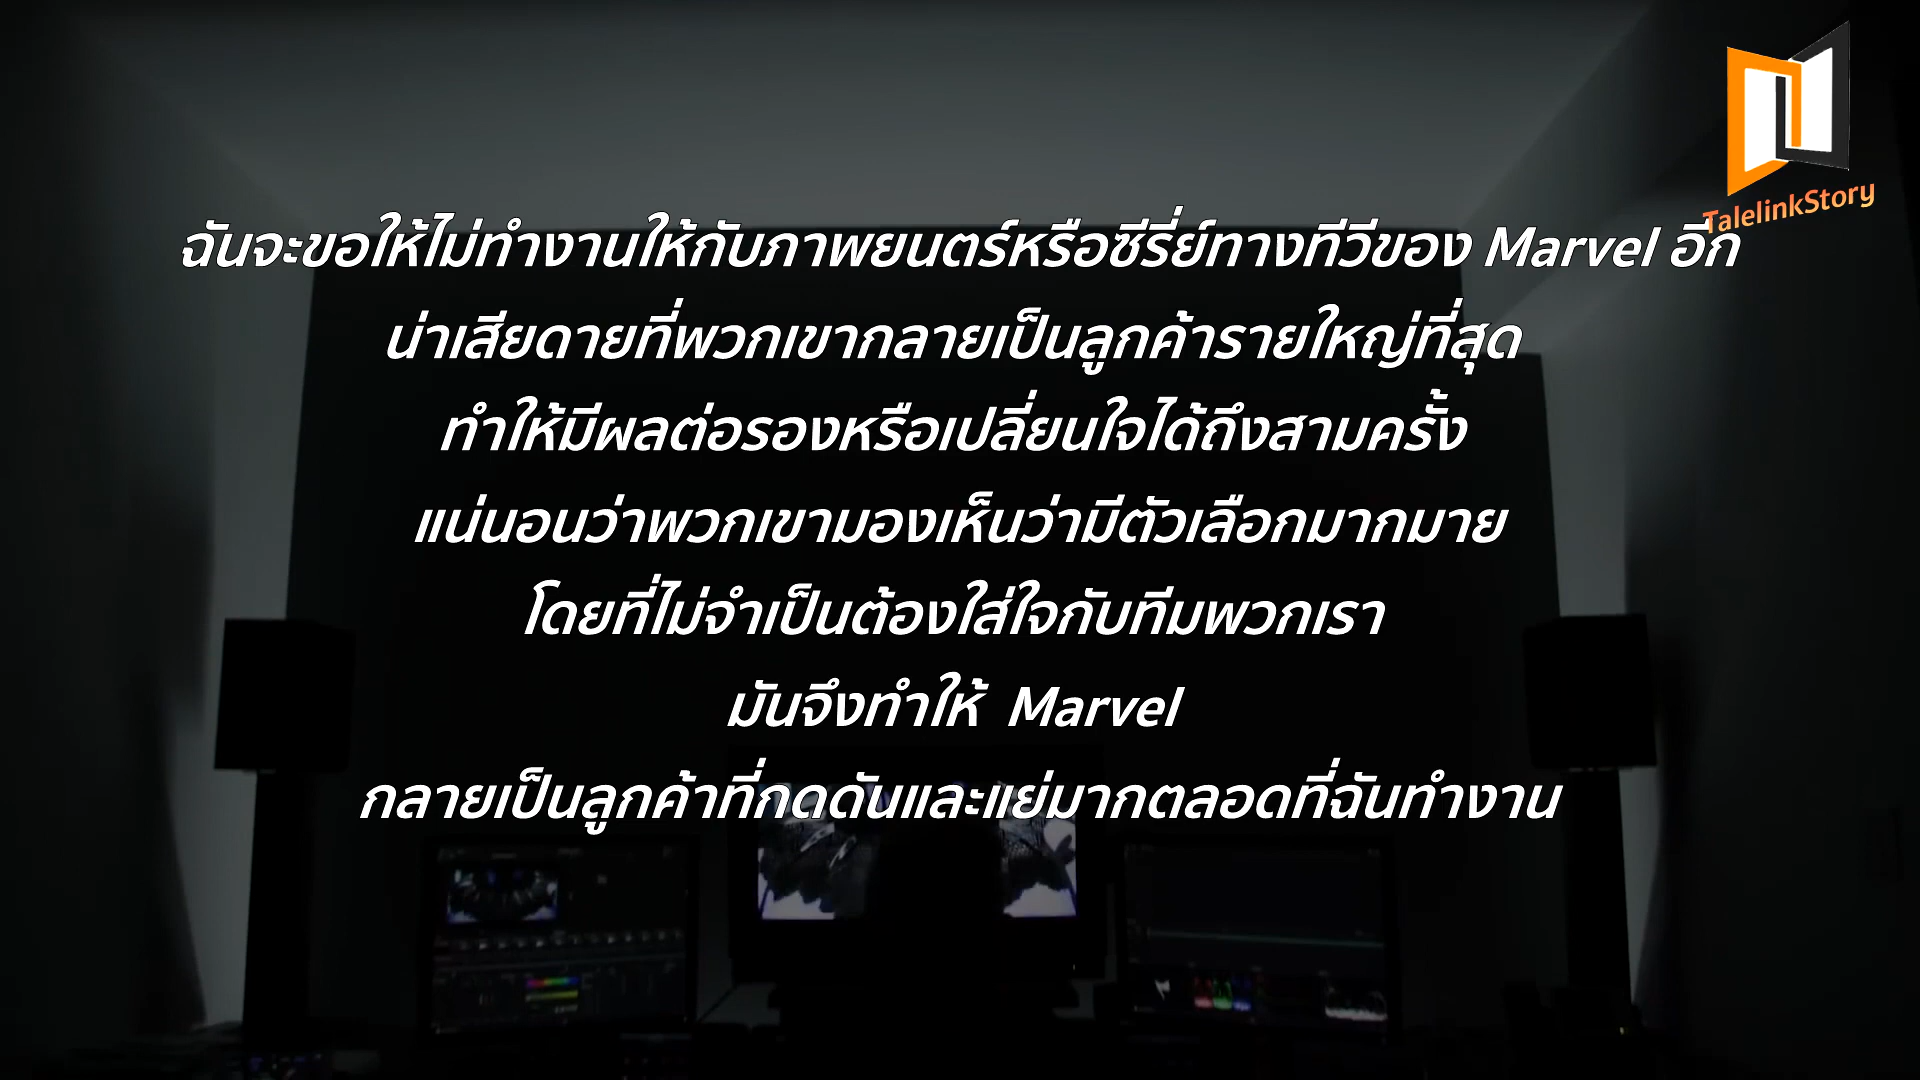 TalelinkStory
ฉันจะขอให้ไม่ทำงานให้กับภาพยนตร์หรือซีรี่ย์ทางทีวีของ Marvel อีก
น่าเสียดายที่พวกเขากลายเป็นลูกค้ารายใหญ่ที่สุด
ทำให้มีผลต่อรองหรือเปลี่ยนใจได้ถึงสามครั้ง
แน่นอนว่าพวกเขามองเห็นว่ามีตัวเลือกมากมาย
โดยที่ไม่จำเป็นต้องใส่ใจกับทีมพวกเรา
มันจึงทำให้ Marvel
กลายเป็นลูกค้าที่กดดันและแย่มากตลอดที่ฉันทำงาน